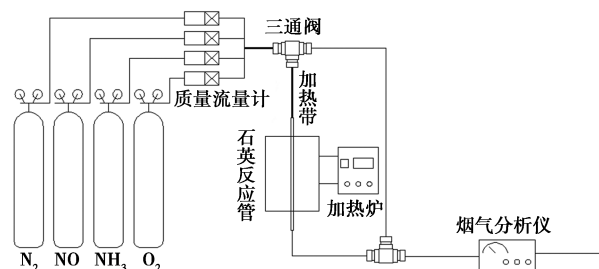 三通阀
质量流量计
加热带
石英反应管
加热炉
烟气分析仪
N₂ NO NH₃ O₂